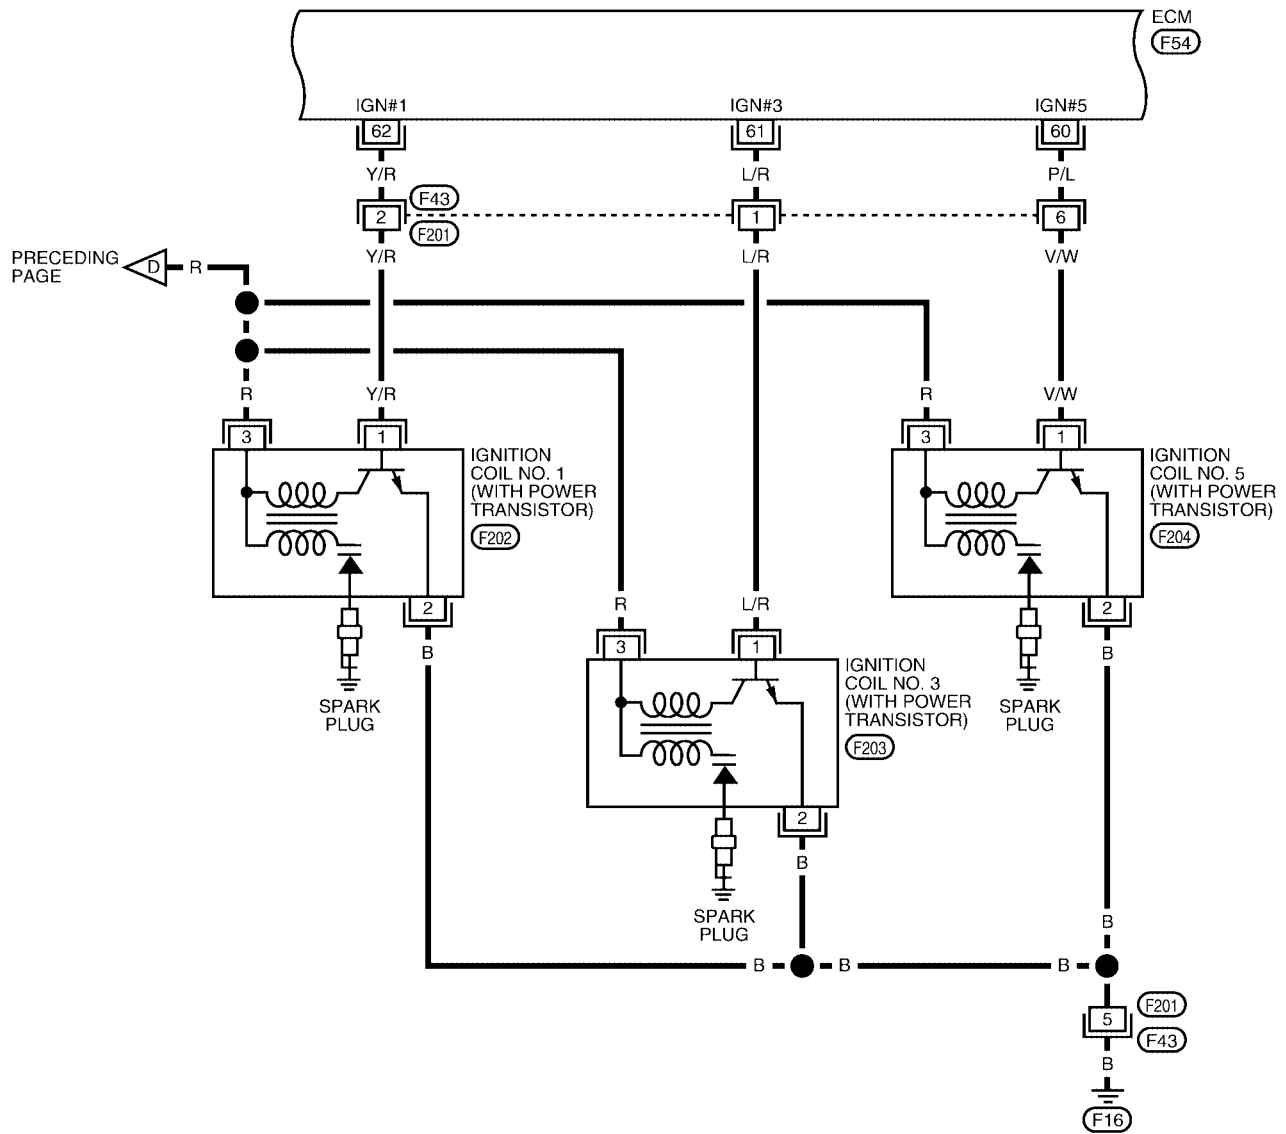 ECM
F54
IGN#1
IGN#3
IGN#5
62
61
60
Y/R
L/R
P/L
F43
2
1
6
F201
Y/R
L/R
V/W
PRECEDING
PAGE
D
R
R
Y/R
R
V/W
3
1
3
1
IGNITION
COIL NO. 1
(WITH POWER
TRANSISTOR)
F202
IGNITION
COIL NO. 5
(WITH POWER
TRANSISTOR)
F204
R
L/R
2
2
B
B
3
1
SPARK
PLUG
IGNITION
COIL NO. 3
(WITH POWER
TRANSISTOR)
F203
SPARK
PLUG
2
B
SPARK
PLUG
B
B
B
B
F201
5
F43
B
F16